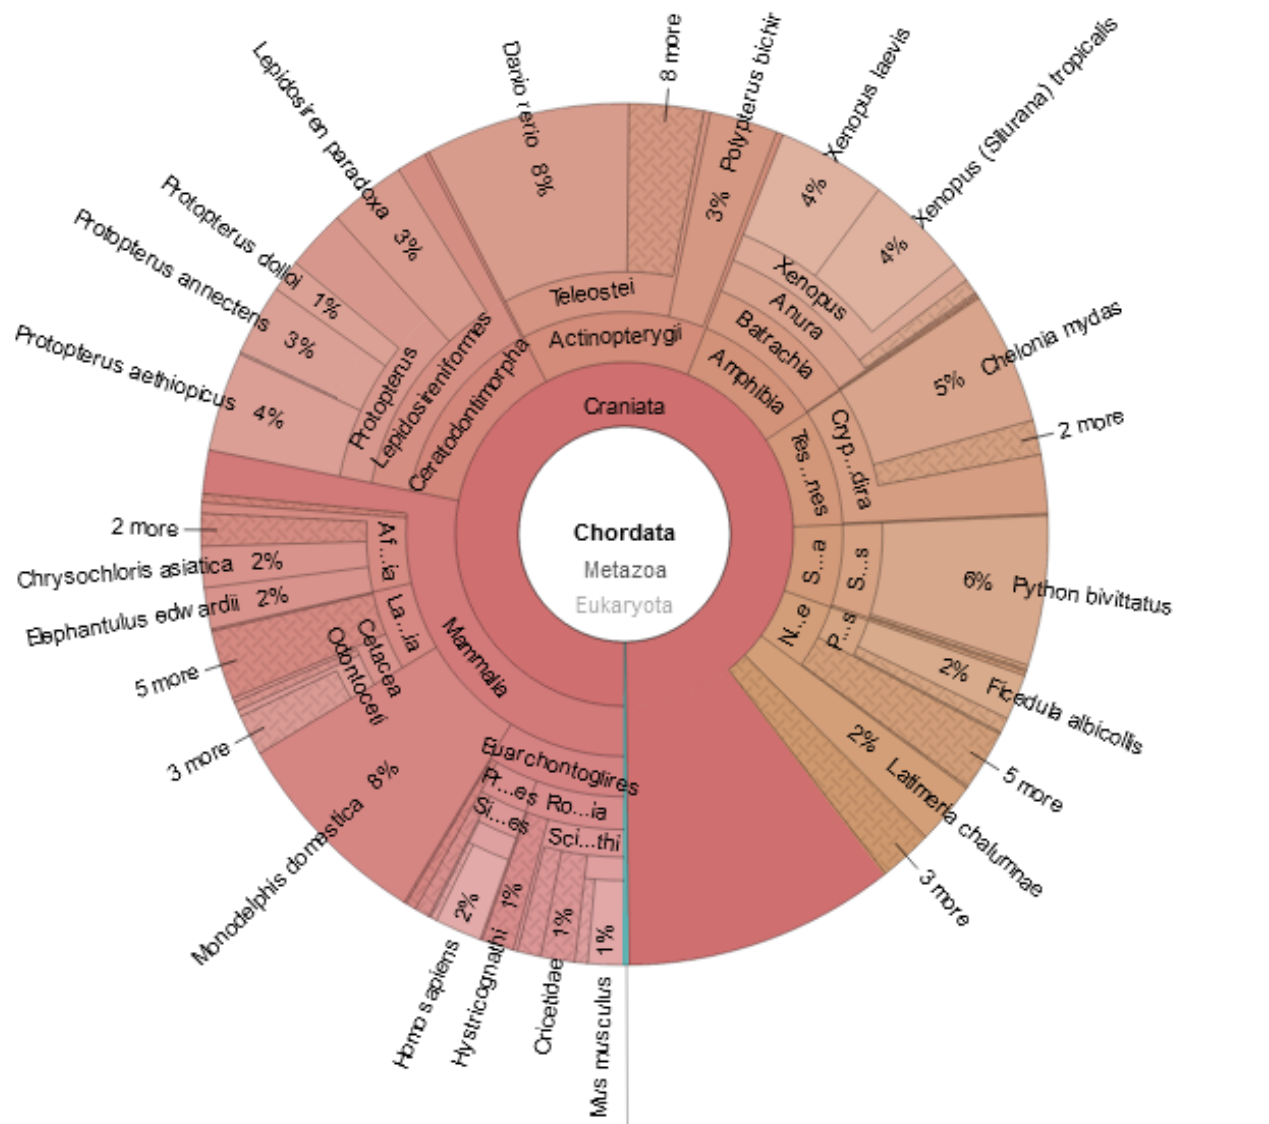 Chordata
Metazoa
Eukaryota
Craniata
Actinopterygii
Teleostei
Danio rerio 8%
8 more
Polypterus bichir
3%
Amphibia
Batrachia
Anura
Xenopus
Xenopus laevis
4%
Xenopus (Silurana) tropicalis
4%
Tes...nes
Cryp...dira
Chelonia mydas
5%
2 more
S...a
S...s
Python bivittatus
6%
N...e
P...s
Ficedula albicollis
2%
5 more
Latimeria chalumnae
2%
3 more
Mammalia
Euarchontoglires
Ro...ia
Sci...thi
Mus musculus
1%
Cricetidae
1%
Hystricognathi
1%
Pr...es
Si...es
Homo sapiens
2%
Monodelphis domestica 8%
La...ia
Cetacea
Odontoceti
3 more
5 more
Af...ia
Elephantulus edwardii 2%
Chrysochloris asiatica 2%
2 more
Ceratodontimorpha
Lepidosireniformes
Protopterus
Protopterus aethiopicus
4%
Protopterus annectens
3%
Protopterus dolloi
1%
Lepidosiren paradoxa
3%